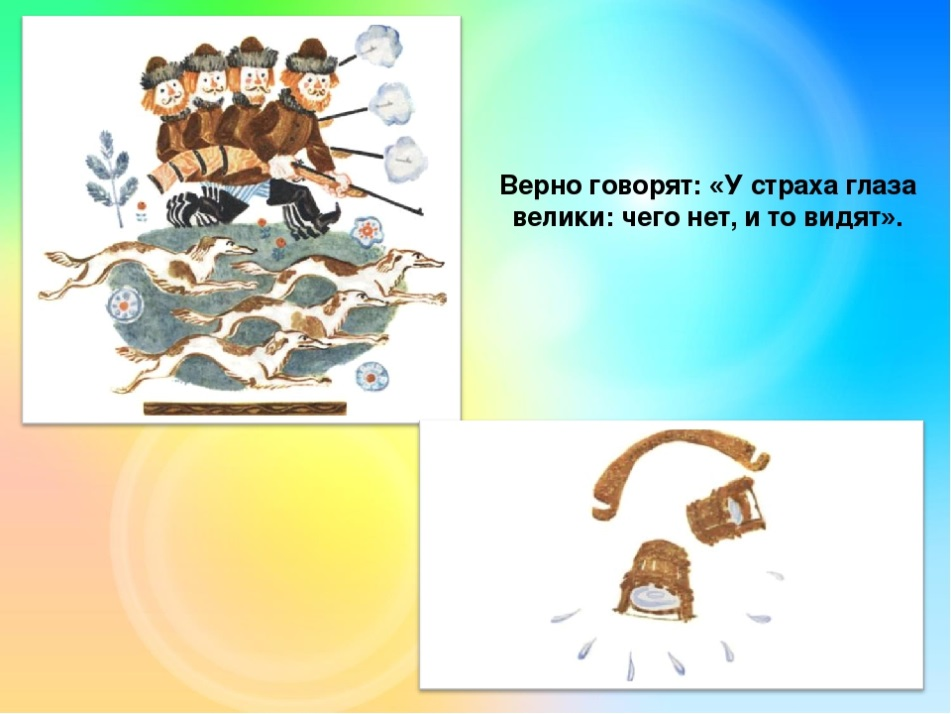 Верно говорят: «У страха глаза
велики: чего нет, и то видят».